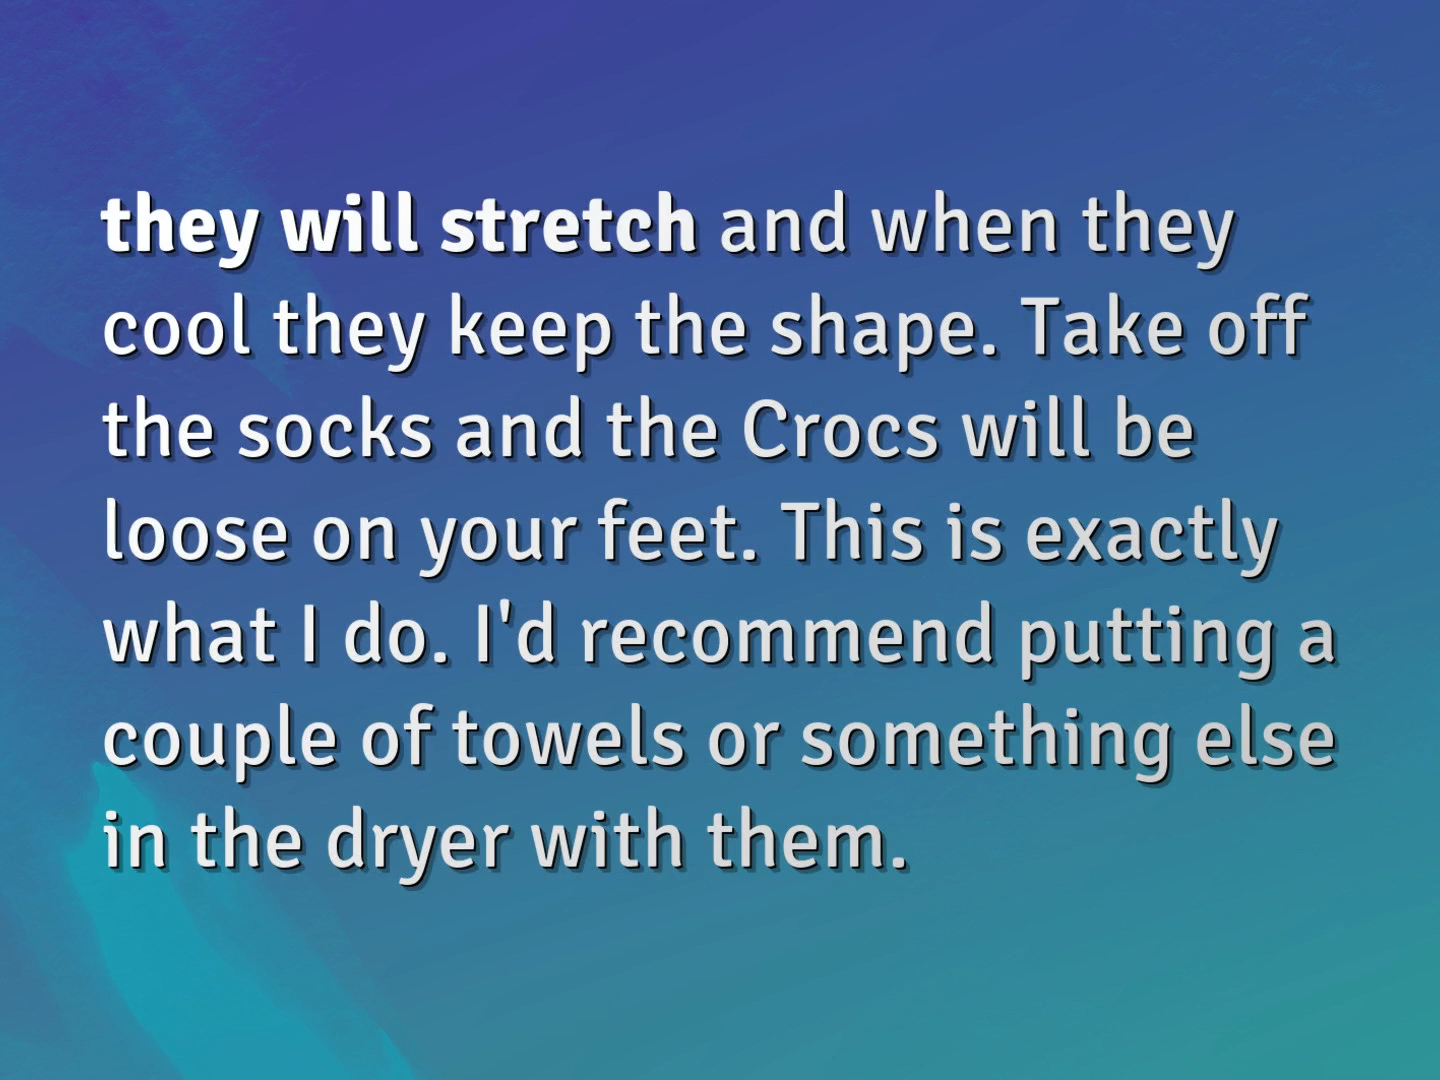 they will stretch and when they
cool they keep the shape. Take off
the socks and the Crocs will be
loose on your feet. This is exactly
what I do. I'd recommend putting a
couple of towels or something else
in the dryer with them.